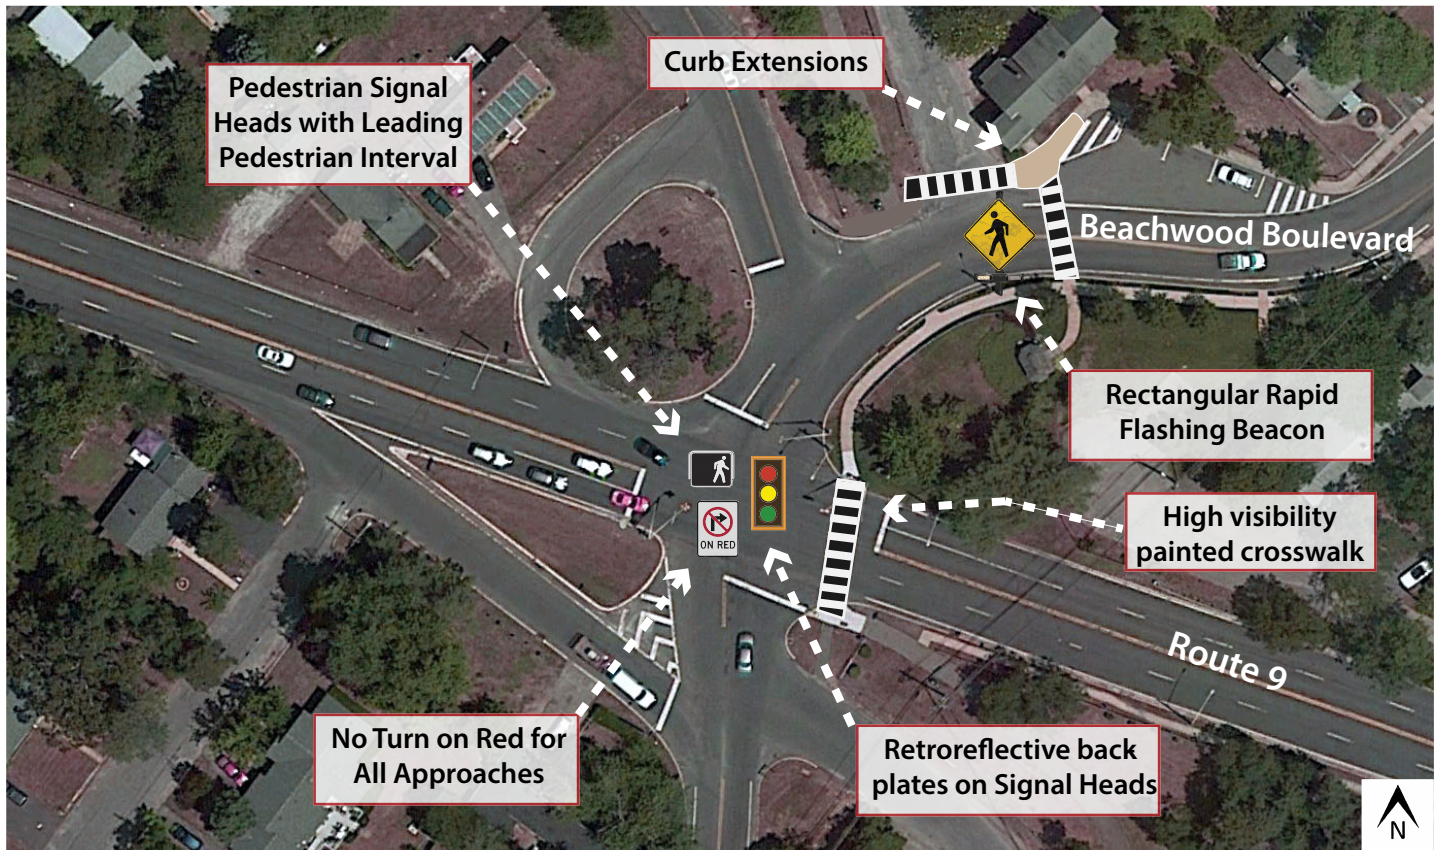 Curb Extensions
Pedestrian Signal
Heads with Leading
Pedestrian Interval
Beachwood Boulevard
Rectangular Rapid
Flashing Beacon
ON RED
High visibility
painted crosswalk
Route 9
No Turn on Red for
All Approaches
Retroreflective back
plates on Signal Heads
N